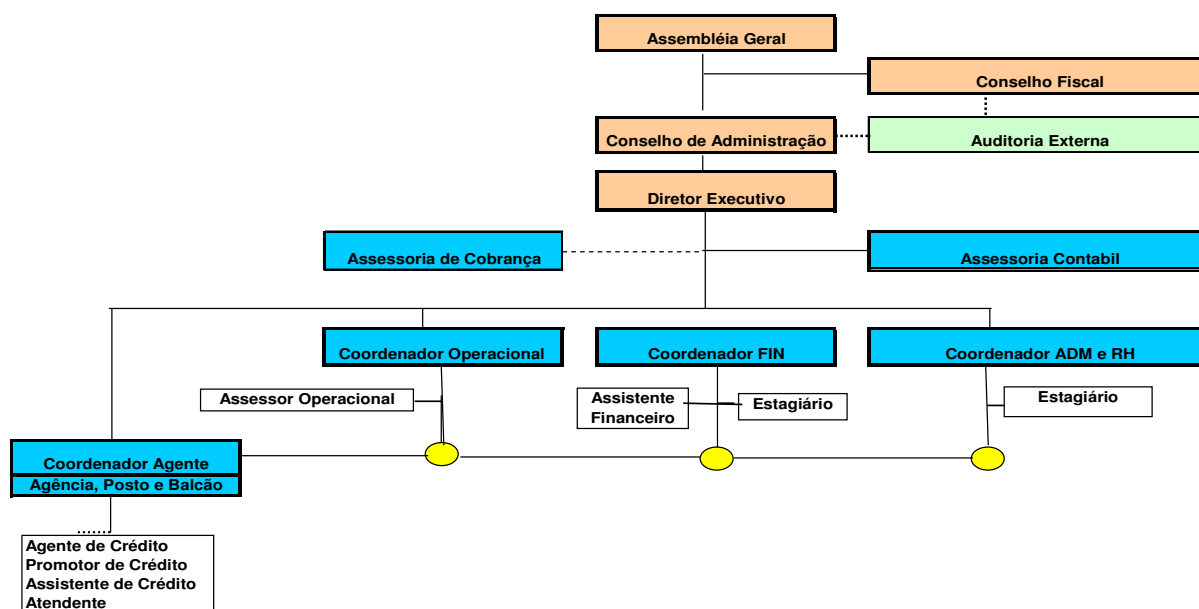 Assembléia Geral
Conselho Fiscal
Conselho de Administração
Auditoria Externa
Diretor Executivo
Assessoria de Cobrança
Assessoria Contabil
Coordenador Operacional
Coordenador FIN
Coordenador ADM e RH
Assessor Operacional
Assistente
Financeiro
Estagiário
Estagiário
Coordenador Agente
Agência, Posto e Balcão
Agente de Crédito
Promotor de Crédito
Assistente de Crédito
Atendente